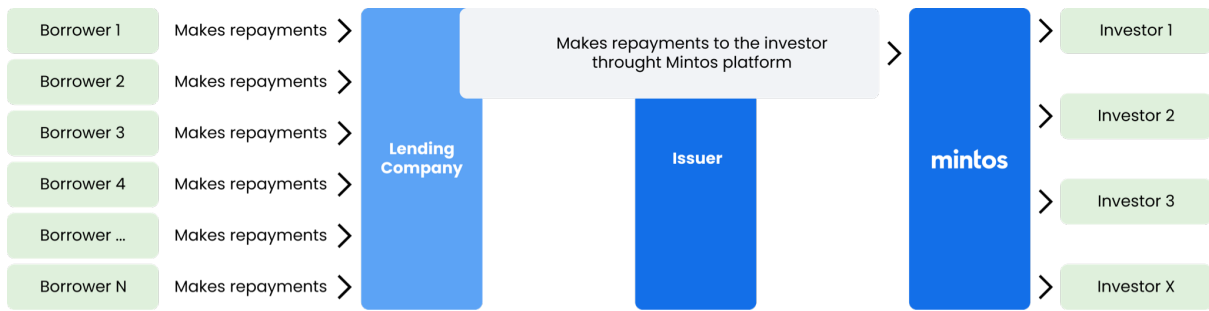 Borrower 1
Makes repayments
Borrower 2
Makes repayments
Borrower 3
Makes repayments
Borrower 4
Makes repayments
Borrower ...
Makes repayments
Borrower N
Makes repayments
Lending
Company
Makes repayments to the investor
throught Mintos platform
Issuer
mintos
Investor 1
Investor 2
Investor 3
Investor X